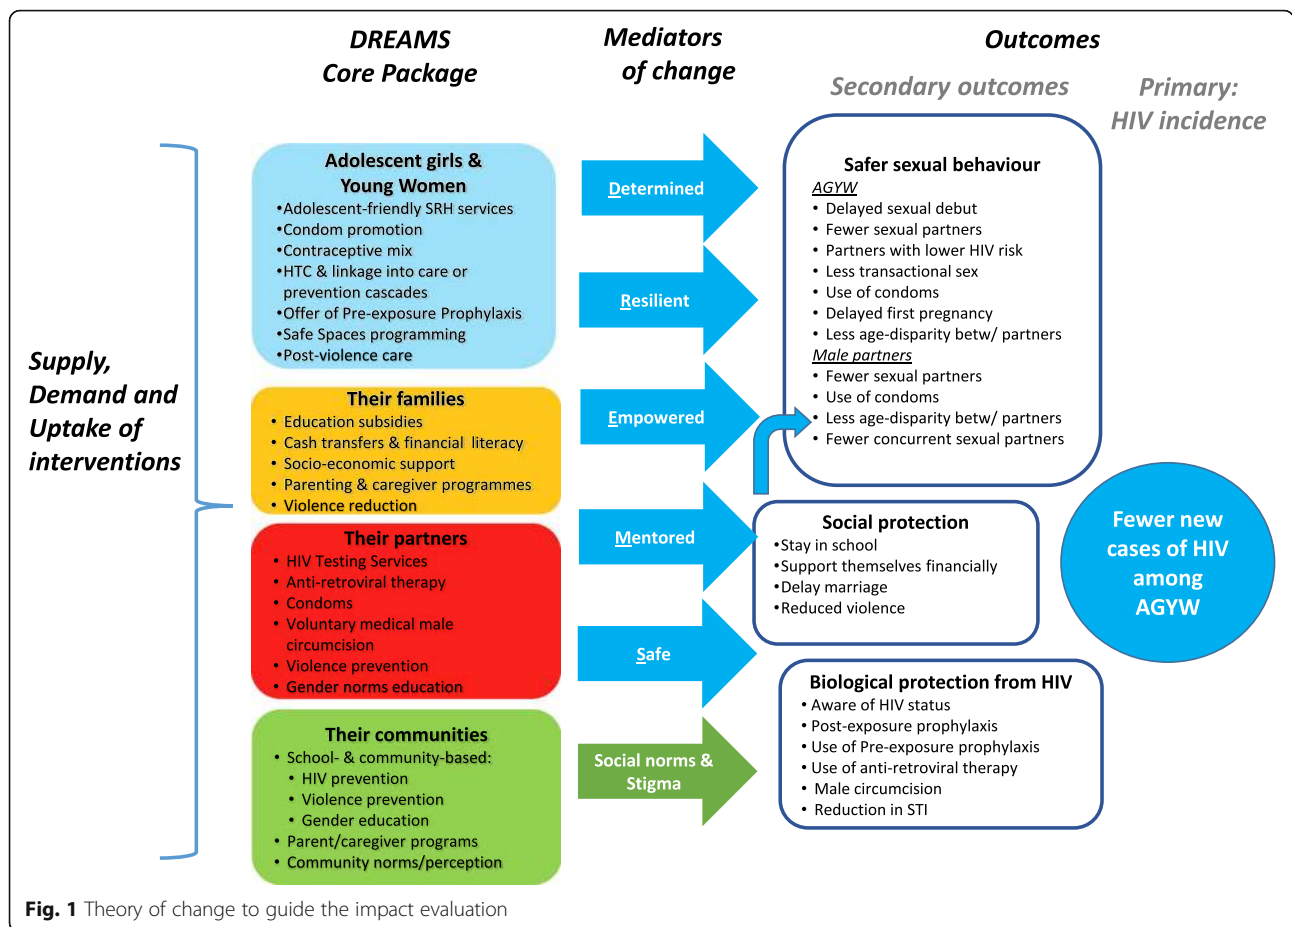 DREAMS
Core Package
Mediators
of change
Outcomes
Secondary outcomes
Primary:
HIV incidence
Supply,
Demand and
Uptake of
interventions
Adolescent girls &
Young Women
•Adolescent-friendly SRH services
•Condom promotion
•Contraceptive mix
•HTC & linkage into care or
prevention cascades
•Offer of Pre-exposure Prophylaxis
•Safe Spaces programming
•Post-violence care
Their families
• Education subsidies
• Cash transfers & financial literacy
• Socio-economic support
• Parenting & caregiver programmes
• Violence reduction
Their partners
• HIV Testing Services
• Anti-retroviral therapy
• Condoms
• Voluntary medical male
circumcision
• Violence prevention
• Gender norms education
Their communities
• School- & community-based:
• HIV prevention
• Violence prevention
• Gender education
• Parent/caregiver programs
• Community norms/perception
Determined
Resilient
Empowered
Mentored
Safe
Social norms &
Stigma
Safer sexual behaviour
AGYW
• Delayed sexual debut
• Fewer sexual partners
• Partners with lower HIV risk
• Less transactional sex
• Use of condoms
• Delayed first pregnancy
• Less age-disparity betw/ partners
Male partners
• Fewer sexual partners
• Use of condoms
• Less age-disparity betw/ partners
• Fewer concurrent sexual partners
Social protection
•Stay in school
•Support themselves financially
•Delay marriage
•Reduced violence
Biological protection from HIV
• Aware of HIV status
• Post-exposure prophylaxis
• Use of Pre-exposure prophylaxis
• Use of anti-retroviral therapy
• Male circumcision
• Reduction in STI
Fewer new
cases of HIV
among
AGYW
Fig. 1 Theory of change to guide the impact evaluation